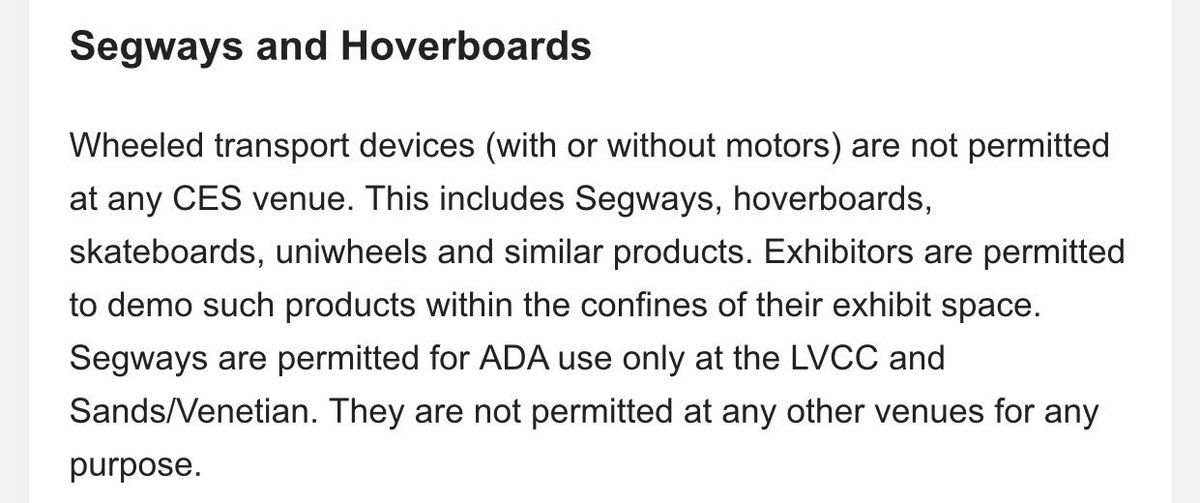 Segways and Hoverboards
Wheeled transport devices (with or without motors) are not permitted
at any CES venue. This includes Segways, hoverboards,
skateboards, uniwheels and similar products. Exhibitors are permitted
to demo such products within the confines of their exhibit space.
Segways are permitted for ADA use only at the LVCC and
Sands/Venetian. They are not permitted at any other venues for any
purpose.